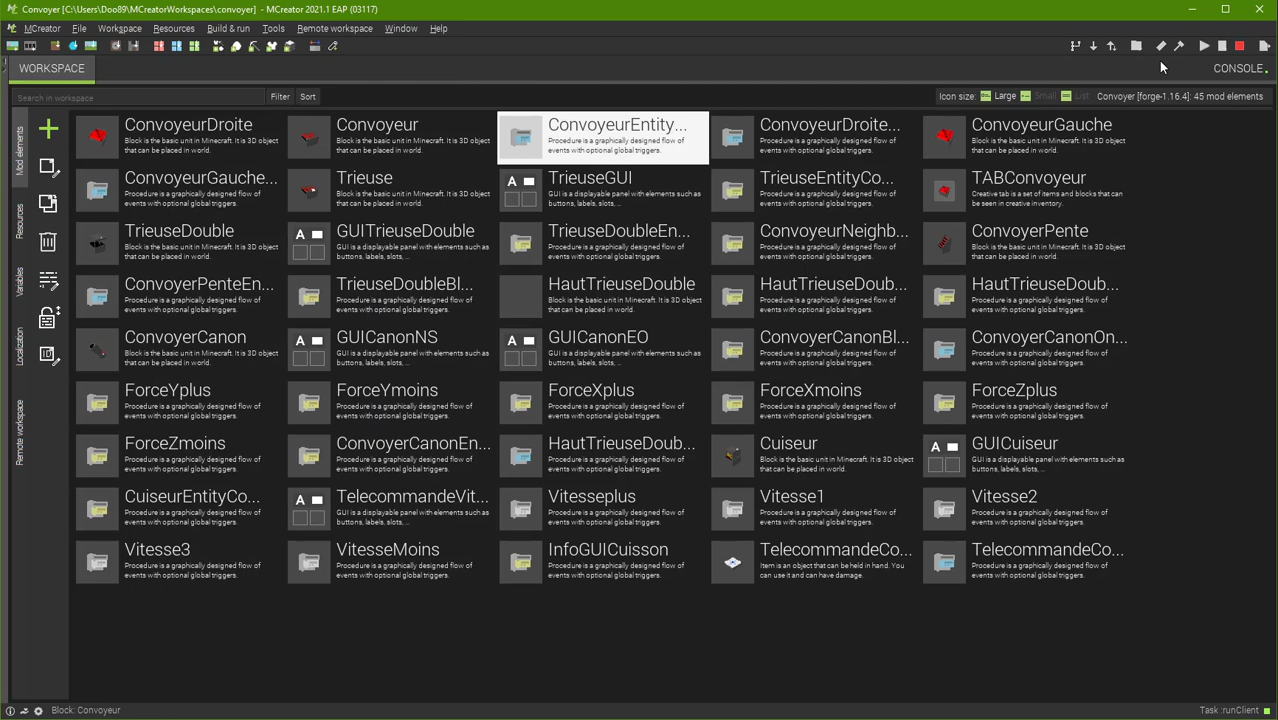 Convoyer [C:\Users\Doo89\MCreatorWorkspaces\convoyer] - MCreator 2021.1 EAP (03117)
MCreator File Workspace Resources Build & run Tools Remote workspace Window Help
WORKSPACE
CONSOLE
Search in workspace
Filter Sort
Icon size: Large Small List Convoyer [forge-1.16.4]: 45 mod elements
Mod elements
Resources
Variables
Localization
Remote workspace
ConvoyeurDroite
Block is the basic unit in Minecraft. It is 3D object
that can be placed in world.
Convoyeur
Block is the basic unit in Minecraft. It is 3D object
that can be placed in world.
ConvoyeurEntity...
Procedure is a graphically designed flow of
events with optional global triggers.
ConvoyeurDroite...
Procedure is a graphically designed flow of
events with optional global triggers.
ConvoyeurGauche
Block is the basic unit in Minecraft. It is 3D object
that can be placed in world.
ConvoyeurGauche...
Procedure is a graphically designed flow of
events with optional global triggers.
Trieuse
Block is the basic unit in Minecraft. It is 3D object
that can be placed in world.
TrieuseGUI
GUI is a displayable panel with elements such as
buttons, labels, slots, ...
TrieuseEntityCo...
Procedure is a graphically designed flow of
events with optional global triggers.
TABConvoyeur
Creative tab is a set of items and blocks that can
be seen in creative inventory.
TrieuseDouble
Block is the basic unit in Minecraft. It is 3D object
that can be placed in world.
GUITrieuseDouble
GUI is a displayable panel with elements such as
buttons, labels, slots, ...
TrieuseDoubleEn...
Procedure is a graphically designed flow of
events with optional global triggers.
ConvoyeurNeighb...
Procedure is a graphically designed flow of
events with optional global triggers.
ConvoyerPente
Block is the basic unit in Minecraft. It is 3D object
that can be placed in world.
ConvoyerPenteEn...
Procedure is a graphically designed flow of
events with optional global triggers.
TrieuseDoubleBl...
Procedure is a graphically designed flow of
events with optional global triggers.
HautTrieuseDouble
Block is the basic unit in Minecraft. It is 3D object
that can be placed in world.
HautTrieuseDoub...
Procedure is a graphically designed flow of
events with optional global triggers.
HautTrieuseDoub...
Procedure is a graphically designed flow of
events with optional global triggers.
ConvoyerCanon
Block is the basic unit in Minecraft. It is 3D object
that can be placed in world.
GUICanonNS
GUI is a displayable panel with elements such as
buttons, labels, slots, ...
GUICanonEO
GUI is a displayable panel with elements such as
buttons, labels, slots, ...
ConvoyerCanonBl...
Procedure is a graphically designed flow of
events with optional global triggers.
ConvoyerCanonOn...
Procedure is a graphically designed flow of
events with optional global triggers.
ForceYplus
Procedure is a graphically designed flow of
events with optional global triggers.
ForceYmoins
Procedure is a graphically designed flow of
events with optional global triggers.
ForceXplus
Procedure is a graphically designed flow of
events with optional global triggers.
ForceXmoins
Procedure is a graphically designed flow of
events with optional global triggers.
ForceZplus
Procedure is a graphically designed flow of
events with optional global triggers.
ForceZmoins
Procedure is a graphically designed flow of
events with optional global triggers.
ConvoyerCanonEn...
Procedure is a graphically designed flow of
events with optional global triggers.
HautTrieuseDoub...
Procedure is a graphically designed flow of
events with optional global triggers.
Cuiseur
Block is the basic unit in Minecraft. It is 3D object
that can be placed in world.
GUICuiseur
GUI is a displayable panel with elements such as
buttons, labels, slots, ...
CuiseurEntityCo...
Procedure is a graphically designed flow of
events with optional global triggers.
TelecommandeVit...
GUI is a displayable panel with elements such as
buttons, labels, slots, ...
Vitesseplus
Procedure is a graphically designed flow of
events with optional global triggers.
Vitesse1
Procedure is a graphically designed flow of
events with optional global triggers.
Vitesse2
Procedure is a graphically designed flow of
events with optional global triggers.
Vitesse3
Procedure is a graphically designed flow of
events with optional global triggers.
VitesseMoins
Procedure is a graphically designed flow of
events with optional global triggers.
InfoGUICuisson
Procedure is a graphically designed flow of
events with optional global triggers.
TelecommandeCo...
Item is an object that can be held in hand. You
can use it and can have damage.
TelecommandeCo...
Procedure is a graphically designed flow of
events with optional global triggers.
Block: Convoyeur
Task :runClient